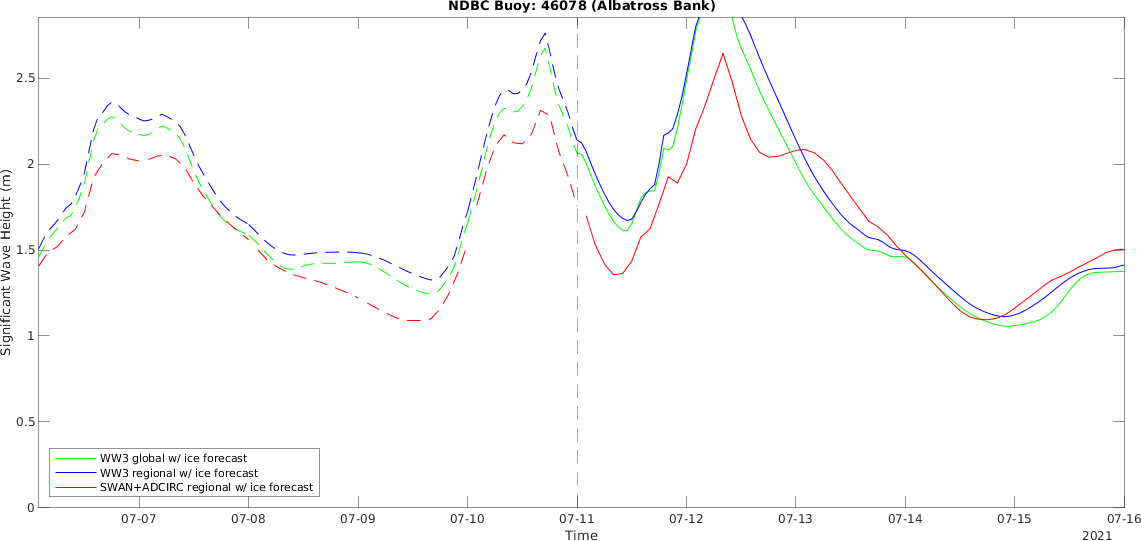 NDBC Buoy: 46078 (Albatross Bank)
2.5
2
1.5
1
0.5
0
Significant Wave Height (m)
WW3 global w/ ice forecast
WW3 regional w/ ice forecast
SWAN+ADCIRC regional w/ ice forecast
07-07 07-08 07-09 07-10 07-11 07-12 07-13 07-14 07-15 07-16
Time
2021